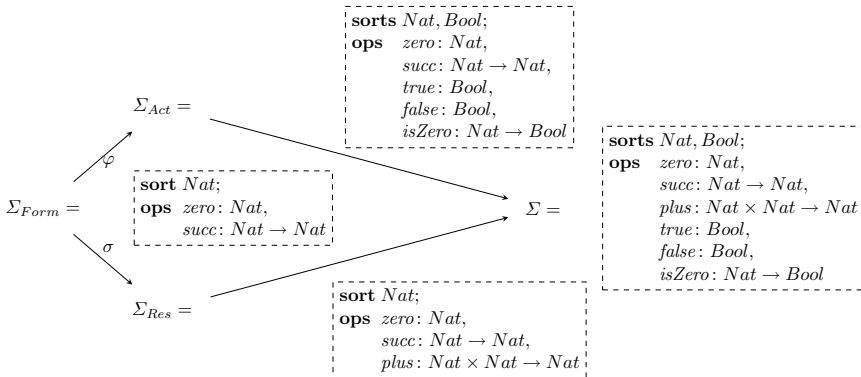 sorts Nat, Bool;
ops zero: Nat,
succ: Nat → Nat,
true: Bool,
false: Bool,
isZero: Nat → Bool
Σ_Act =
φ
Σ_Form =
sort Nat;
ops zero: Nat,
succ: Nat → Nat
σ
Σ_Res =
sort Nat;
ops zero: Nat,
succ: Nat → Nat,
plus: Nat × Nat → Nat
Σ =
sorts Nat, Bool;
ops zero: Nat,
succ: Nat → Nat,
plus: Nat × Nat → Nat
true: Bool,
false: Bool,
isZero: Nat → Bool